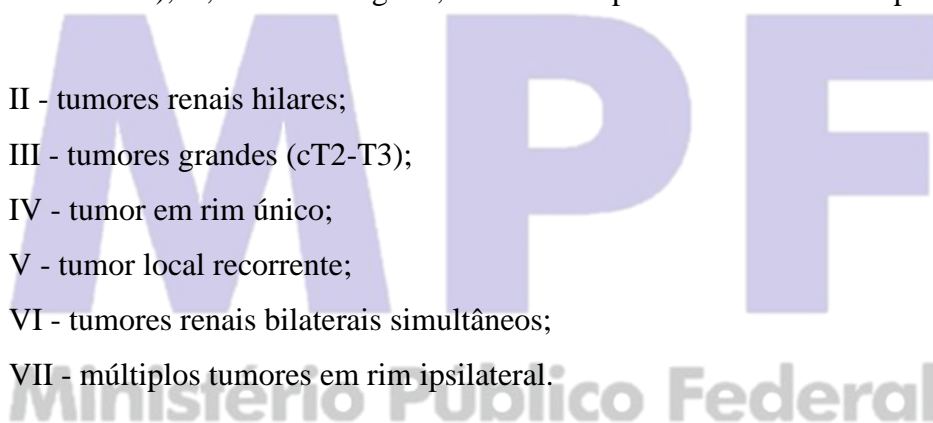 MPF
II - tumores renais hilares;
III - tumores grandes (cT2-T3);
IV - tumor em rim único;
V - tumor local recorrente;
VI - tumores renais bilaterais simultâneos;
VII - múltiplos tumores em rim ipsilateral.
Ministério Público Federal